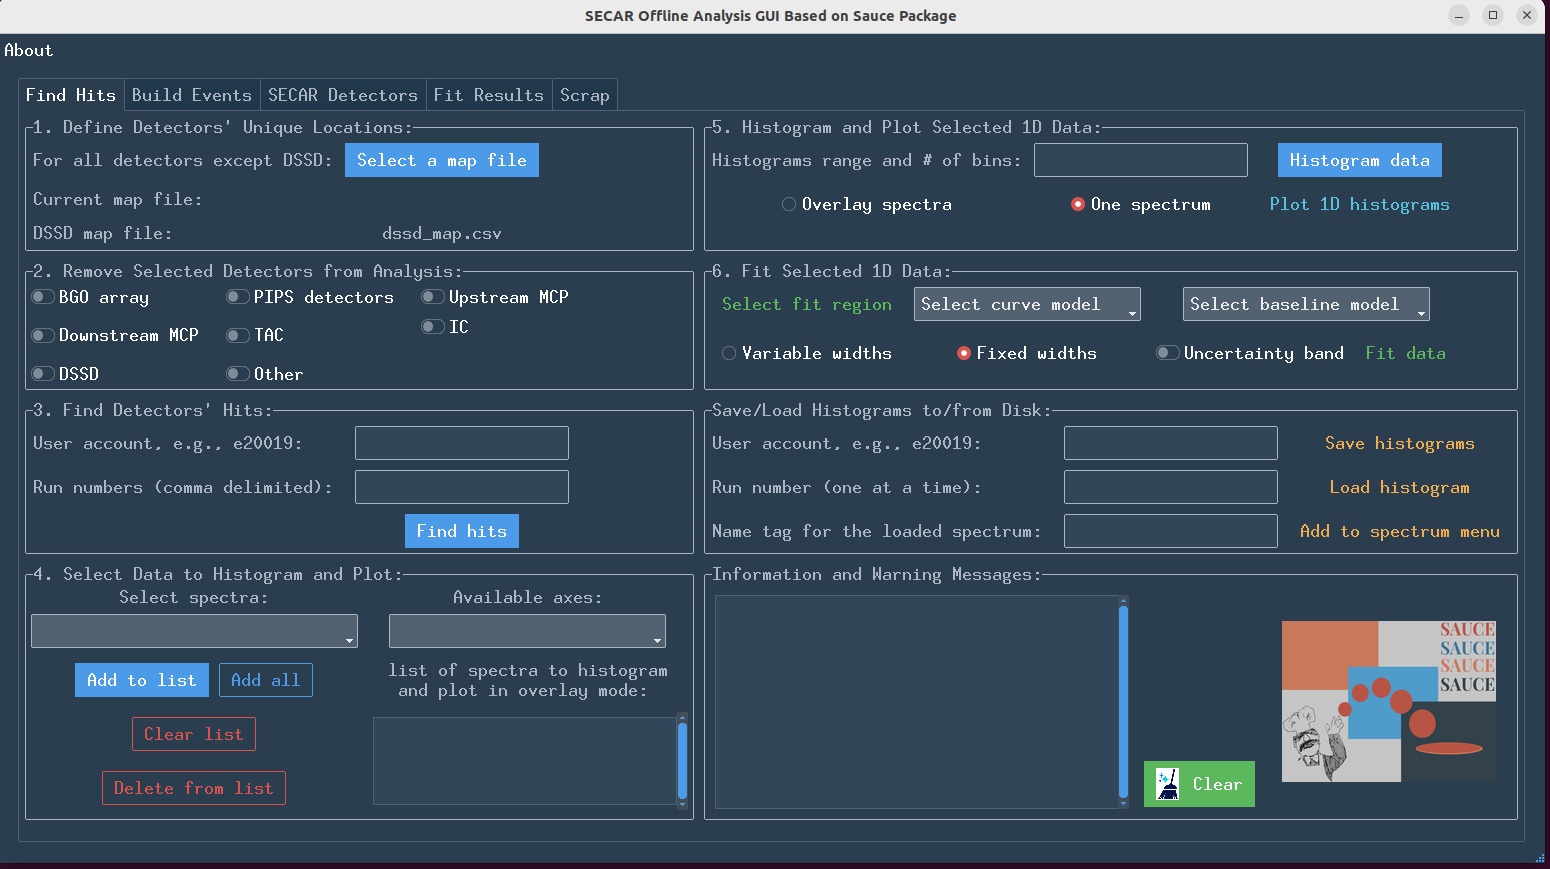 SECAR Offline Analysis GUI Based on Sauce Package
About
Find Hits
Build Events
SECAR Detectors
Fit Results
Scrap
1. Define Detectors' Unique Locations:
For all detectors except DSSD:
Select a map file
Current map file:
DSSD map file:
dssd_map.csv
2. Remove Selected Detectors from Analysis:
BGO array
PIPS detectors
Upstream MCP
Downstream MCP
TAC
IC
DSSD
Other
3. Find Detectors' Hits:
User account, e.g., e20019:
Run numbers (comma delimited):
Find hits
4. Select Data to Histogram and Plot:
Select spectra:
Available axes:
Add to list
Add all
list of spectra to histogram
and plot in overlay mode:
Clear list
Delete from list
5. Histogram and Plot Selected 1D Data:
Histograms range and # of bins:
Histogram data
Overlay spectra
One spectrum
Plot 1D histograms
6. Fit Selected 1D Data:
Select fit region
Select curve model
Select baseline model
Variable widths
Fixed widths
Uncertainty band
Fit data
Save/Load Histograms to/from Disk:
User account, e.g., e20019:
Save histograms
Run number (one at a time):
Load histogram
Name tag for the loaded spectrum:
Add to spectrum menu
Information and Warning Messages:
Clear
SAUCE
SAUCE
SAUCE
SAUCE